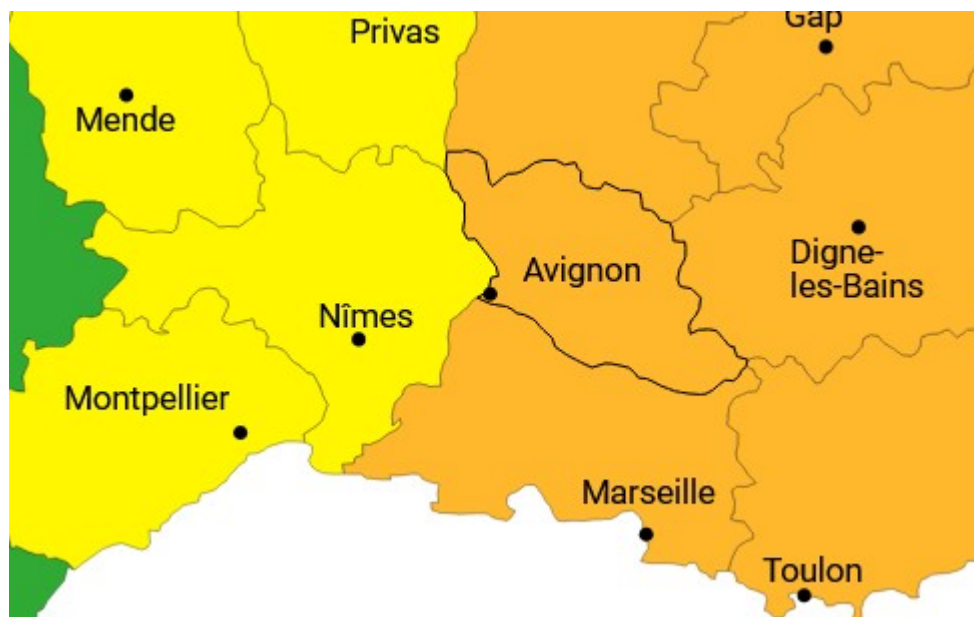 Gap
Privas
Mende
Digne-
les-Bains
Avignon
Nîmes
Montpellier
Marseille
Toulon